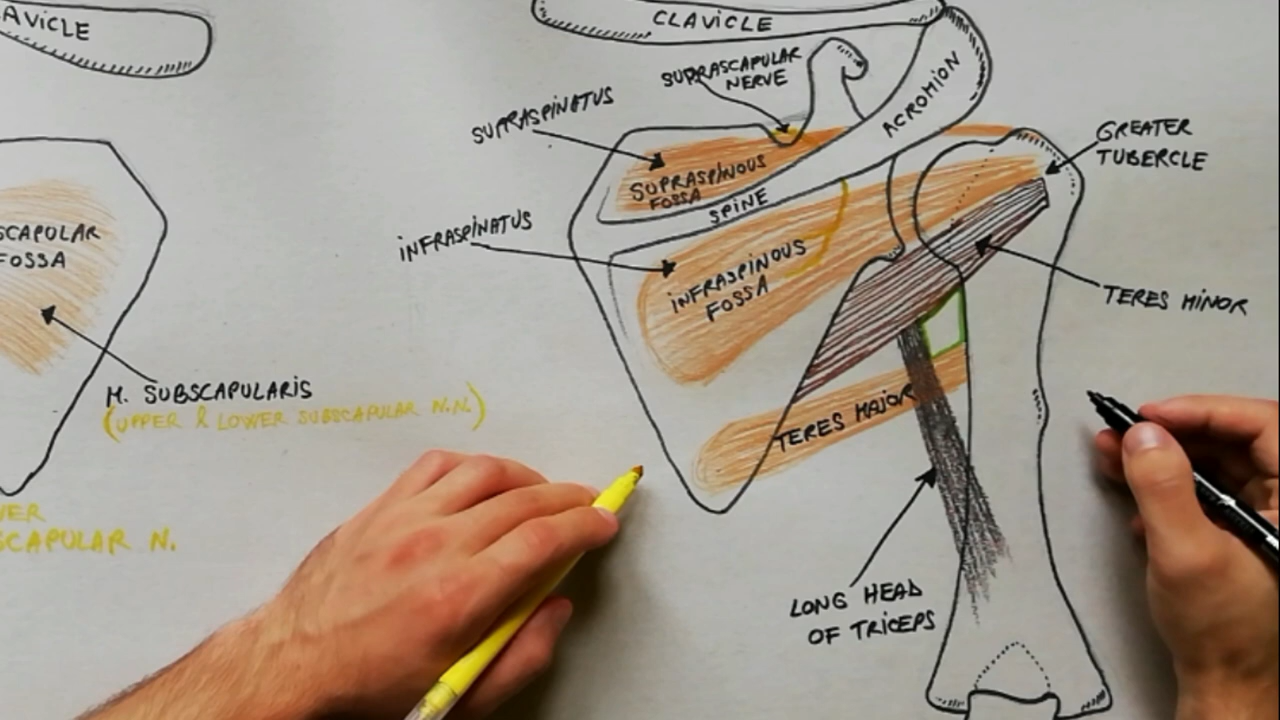 AVICLE
CLAVICLE
SUPRASCAPULAR
NERVE
ACROMION
SUPRASPINATUS
GREATER
TUBERCLE
SUPRASPINOUS
FOSSA
SPINE
SCAPULAR
FOSSA
INFRASPINATUS
INFRASPINOUS
FOSSA
TERES MINOR
M. SUBSCAPULARIS
(UPPER & LOWER SUBSCAPULAR N.N.)
TERES MAJOR
WER
SCAPULAR N.
LONG HEAD
OF TRICEPS